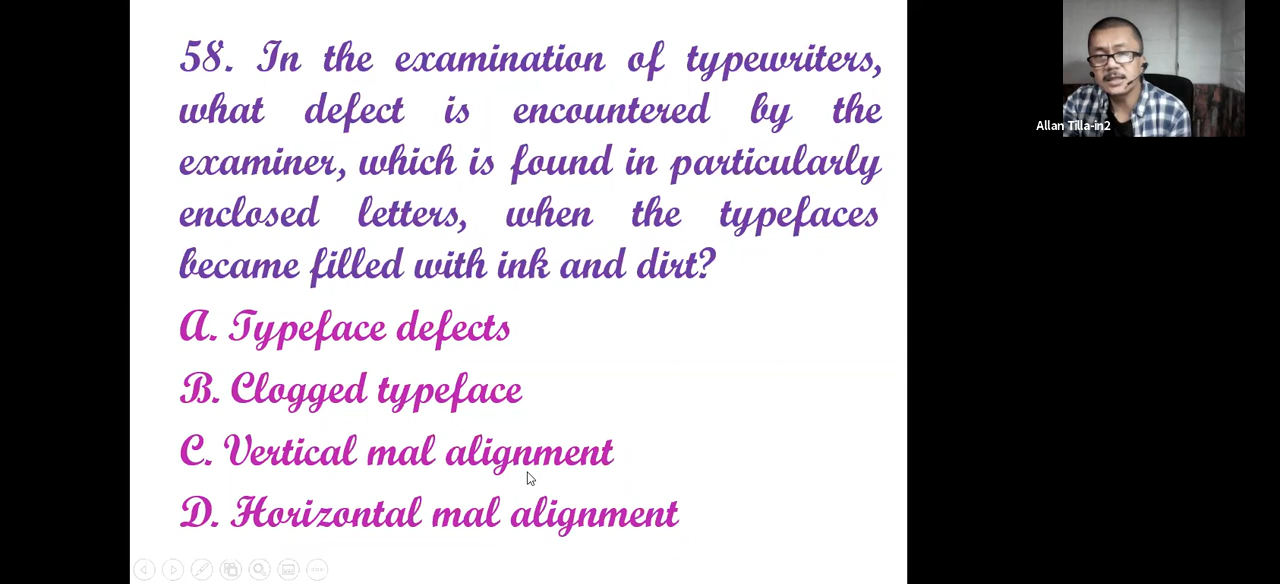 58. In the examination of typewriters,
what defect is encountered by the
examiner, which is found in particularly
enclosed letters, when the typefaces
became filled with ink and dirt?
A. Typeface defects
B. Clogged typeface
C. Vertical mal alignment
D. Horizontal mal alignment
Allan Tilla-in2